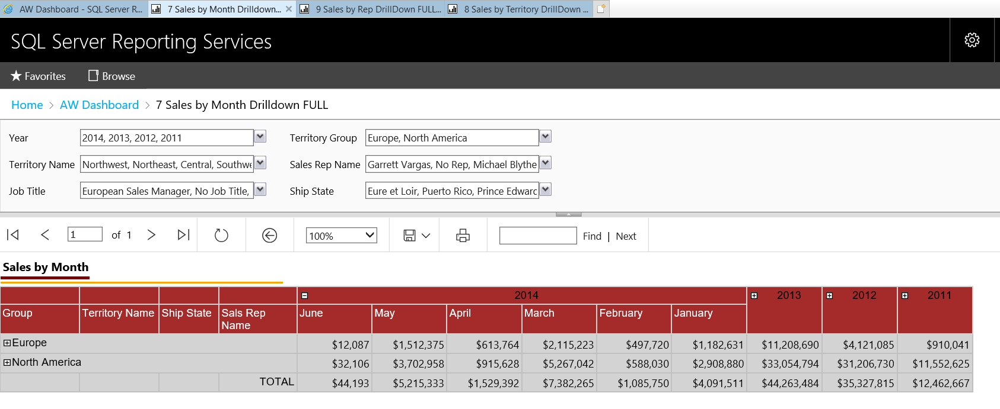 AW Dashboard - SQL Server R... 7 Sales by Month Drilldown... 9 Sales by Rep DrillDown FULL... 8 Sales by Territory DrillDown ...
SQL Server Reporting Services
Favorites Browse
Home > AW Dashboard > 7 Sales by Month Drilldown FULL
Year 2014, 2013, 2012, 2011 Territory Group Europe, North America
Territory Name Northwest, Northeast, Central, Southwe Sales Rep Name Garrett Vargas, No Rep, Michael Blythe
Job Title European Sales Manager, No Job Title, Ship State Eure et Loir, Puerto Rico, Prince Edward
1 of 1 100% Find | Next
Sales by Month
2014 2013 2012 2011
Group Territory Name Ship State Sals Rep Name June May April March February January
Europe $12,087 $1,512,375 $613,764 $2,115,223 $497,720 $1,182,631 $11,208,690 $4,121,085 $910,041
North America $32,106 $3,702,958 $915,628 $5,267,042 $588,030 $2,908,880 $33,054,794 $31,206,730 $11,552,625
TOTAL $44,193 $5,215,333 $1,529,392 $7,382,265 $1,085,750 $4,091,511 $44,263,484 $35,327,815 $12,462,667